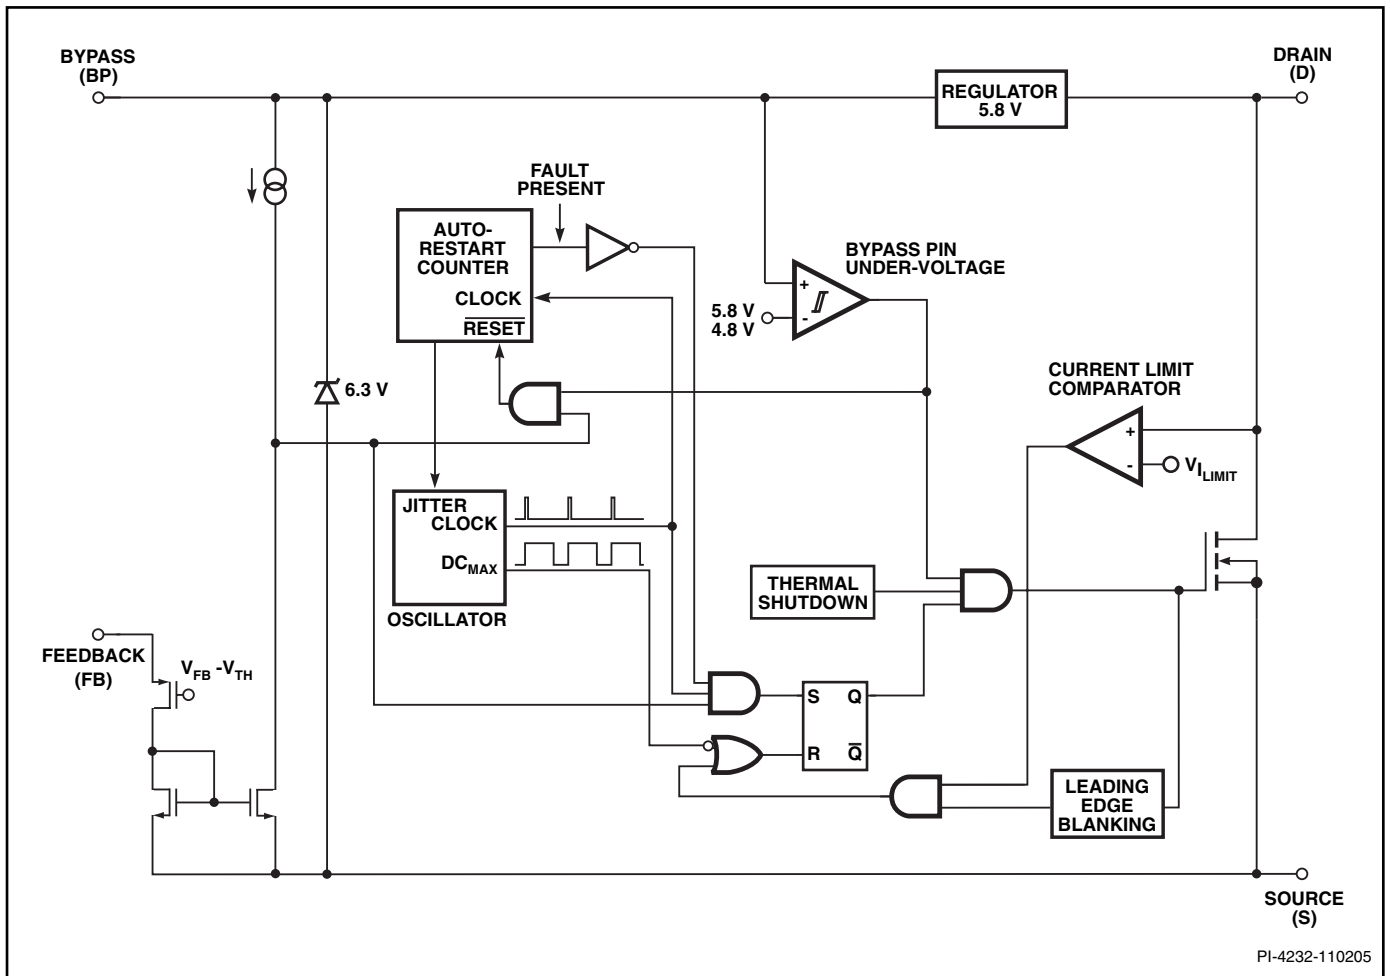 BYPASS
(BP)
DRAIN
(D)
REGULATOR
5.8 V
FAULT
PRESENT
AUTO-
RESTART
COUNTER
CLOCK
RESET
BYPASS PIN
UNDER-VOLTAGE
+
-
5.8 V
4.8 V
6.3 V
CURRENT LIMIT
COMPARATOR
+
-
VILIMIT
JITTER
CLOCK
DCMAX
OSCILLATOR
THERMAL
SHUTDOWN
FEEDBACK
(FB)
VFB -VTH
S Q
R Q̅
LEADING
EDGE
BLANKING
SOURCE
(S)
PI-4232-110205